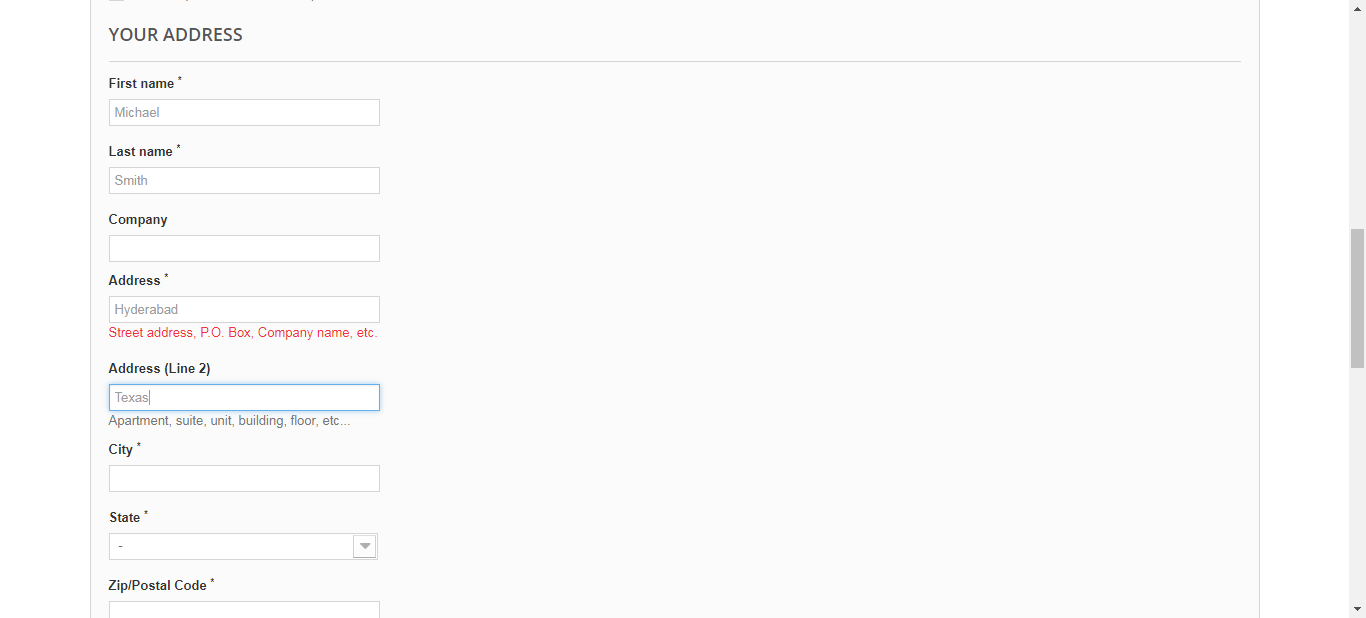 YOUR ADDRESS
First name *
Michael
Last name *
Smith
Company
Address *
Hyderabad
Street address, P.O. Box, Company name, etc.
Address (Line 2)
Texas
Apartment, suite, unit, building, floor, etc...
City *
State *
-
Zip/Postal Code *